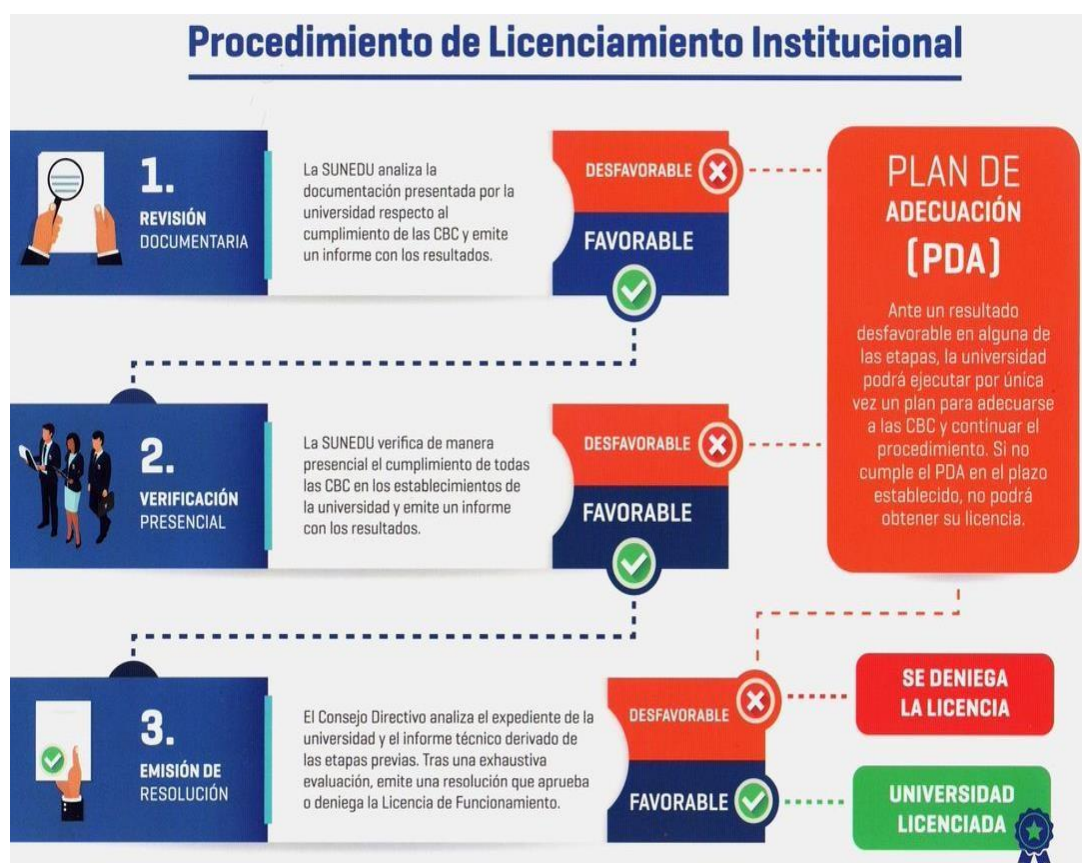 Procedimiento de Licenciamiento Institucional
1.
REVISIÓN
DOCUMENTARIA
La SUNEDU analiza la
documentación presentada por la
universidad respecto al
cumplimiento de las CBC y emite
un informe con los resultados.
DESFAVORABLE
FAVORABLE
PLAN DE
ADECUACIÓN
(PDA)
Ante un resultado
desfavorable en alguna de
las etapas, la universidad
podrá ejecutar por única
vez un plan para adecuarse
a las CBC y continuar el
procedimiento. Si no
cumple el PDA en el plazo
establecido, no podrá
obtener su licencia.
2.
VERIFICACIÓN
PRESENCIAL
La SUNEDU verifica de manera
presencial el cumplimiento de todas
las CBC en los establecimientos de
la universidad y emite un informe
con los resultados.
DESFAVORABLE
FAVORABLE
3.
EMISIÓN DE
RESOLUCIÓN
El Consejo Directivo analiza el expediente de la
universidad y el informe técnico derivado de
las etapas previas. Tras una exhaustiva
evaluación, emite una resolución que aprueba
o deniega la Licencia de Funcionamiento.
DESFAVORABLE
FAVORABLE
SE DENIEGA
LA LICENCIA
UNIVERSIDAD
LICENCIADA